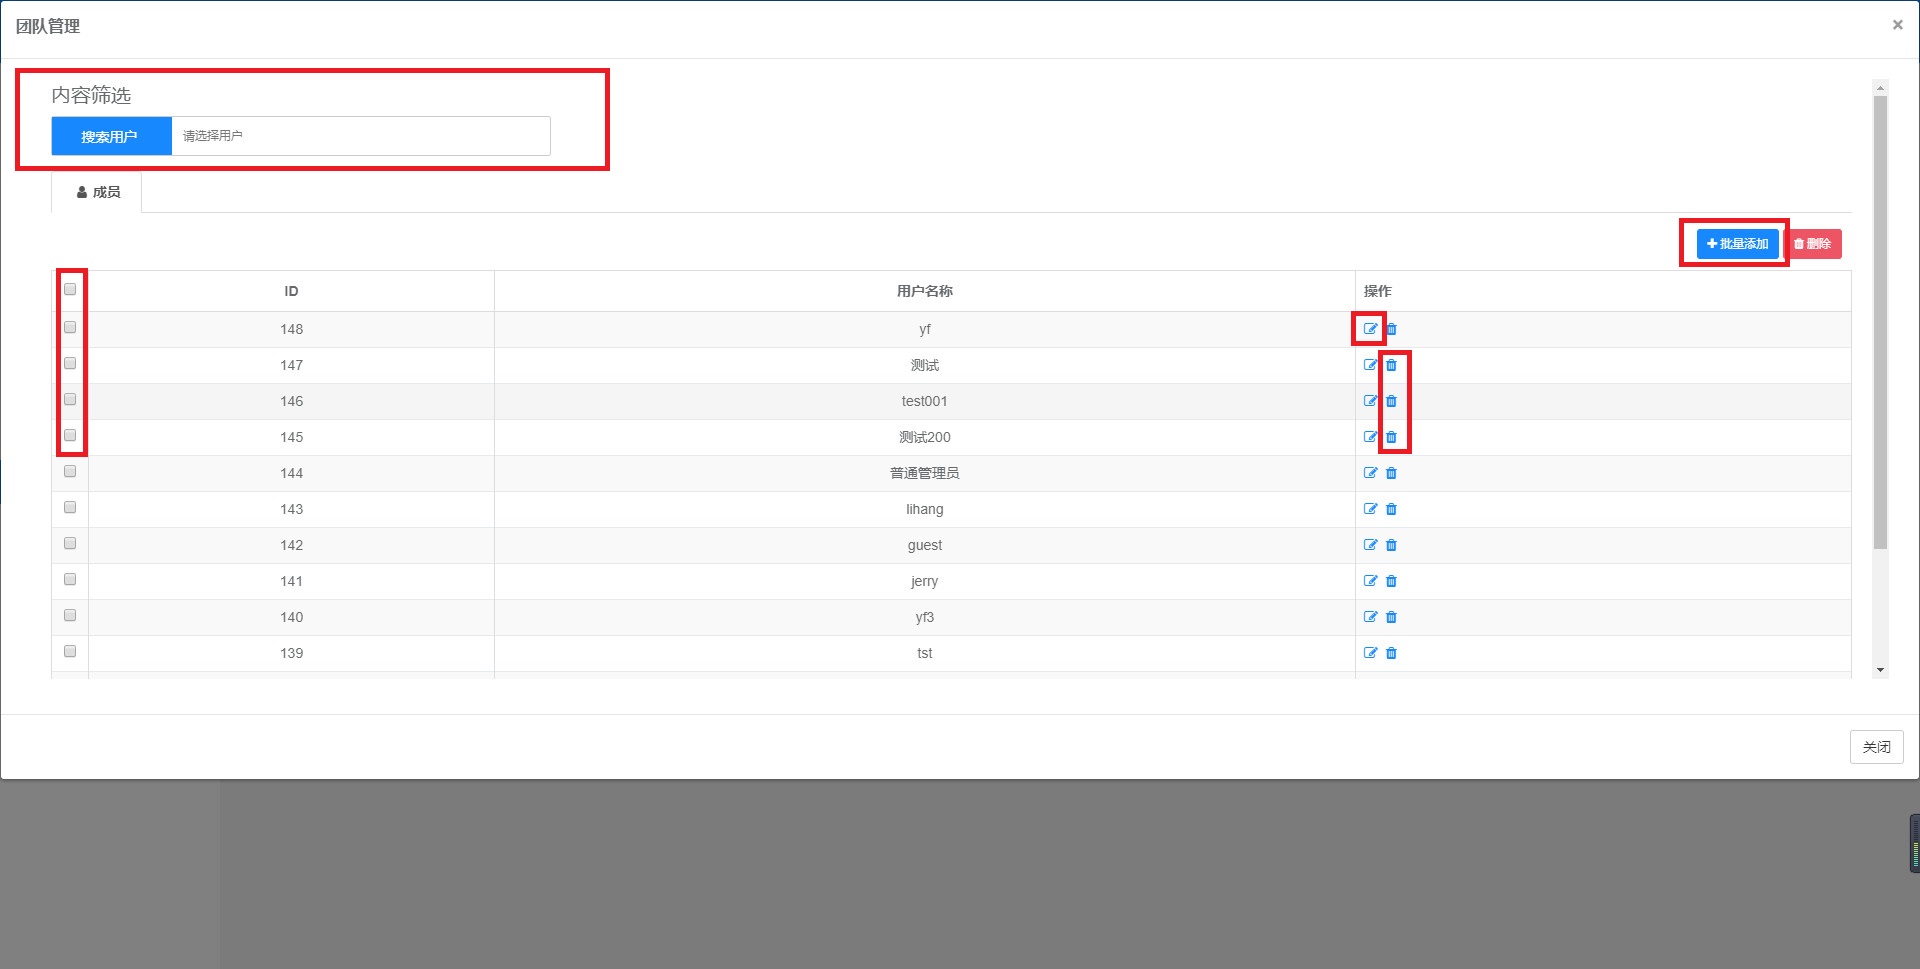 团队管理 ×
内容筛选
搜索用户 请选择用户
成员
批量添加 删除
ID 用户名称 操作
148 yf
147 测试
146 test001
145 测试200
144 普通管理员
143 lihang
142 guest
141 jerry
140 yf3
139 tst
关闭